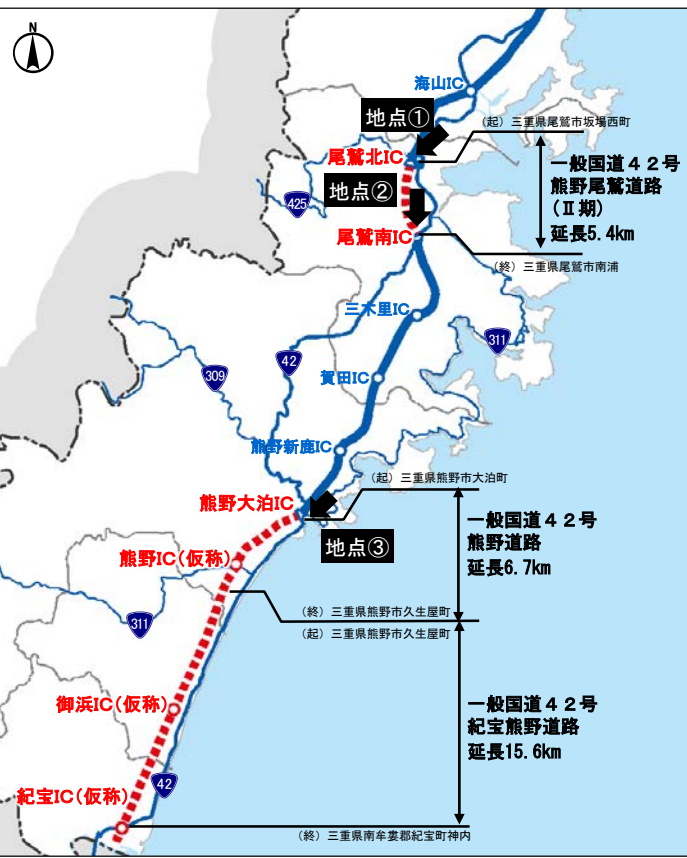 N
海山IC
地点①
(起)三重県尾鷲市坂場西町
尾鷲北IC
一般国道42号
熊野尾鷲道路
(Ⅱ期)
延長5.4km
地点②
425
尾鷲南IC
(終)三重県尾鷲市南浦
三木里IC
311
42
309
賀田IC
熊野新鹿IC
(起)三重県熊野市大泊町
熊野大泊IC
一般国道42号
熊野道路
延長6.7km
地点③
熊野IC(仮称)
311
(終)三重県熊野市久生屋町
(起)三重県熊野市久生屋町
御浜IC(仮称)
一般国道42号
紀宝熊野道路
延長15.6km
42
紀宝IC(仮称)
(終)三重県南牟婁郡紀宝町神内